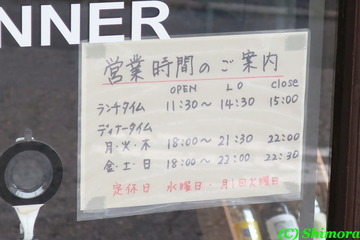 INNER
営業時間のご案内
OPEN LO close
ランチタイム 11:30～ 14:30 15:00
ディナータイム
月・火・木 18:00～ 21:30 22:00
金・土・日 18:00～ 22:00 22:30
定休日 水曜日・月1回火曜日
(C) Shimora